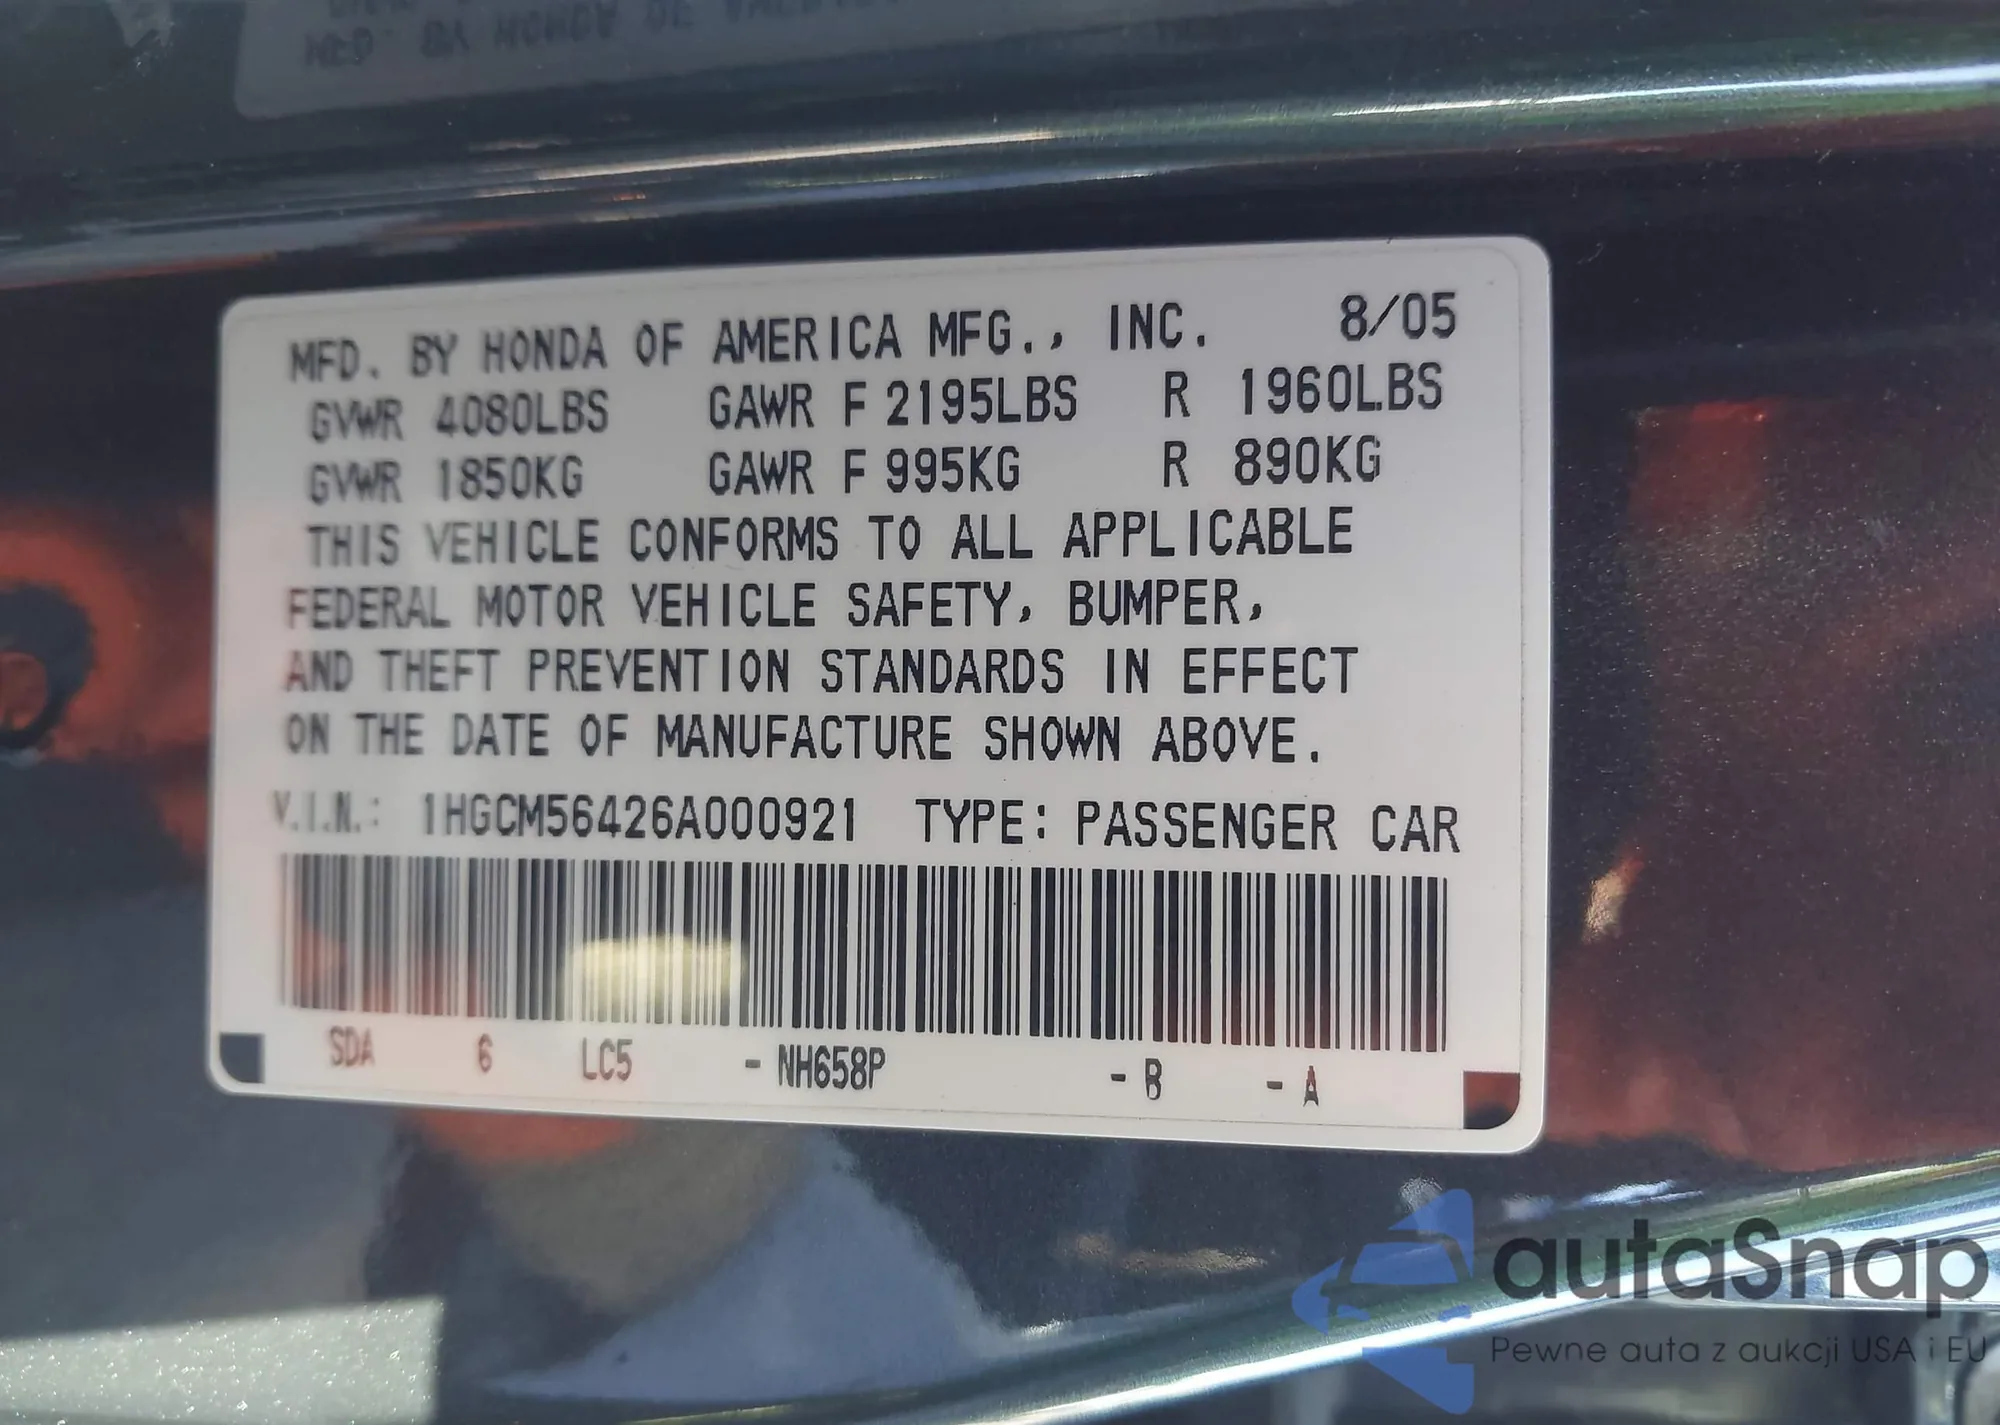 MFD. BY HONDA OF AMERICA MFG., INC. 8/05
GVWR 4080LBS GAWR F 2195LBS R 1960LBS
GVWR 1850KG GAWR F 995KG R 890KG
THIS VEHICLE CONFORMS TO ALL APPLICABLE
FEDERAL MOTOR VEHICLE SAFETY, BUMPER,
AND THEFT PREVENTION STANDARDS IN EFFECT
ON THE DATE OF MANUFACTURE SHOWN ABOVE.
V.I.N.: 1HGCM56426A000921 TYPE: PASSENGER CAR
SDA 6 LC5 - NH658P - B - A
autaSnap
Pewne auta z aukcji USA i EU